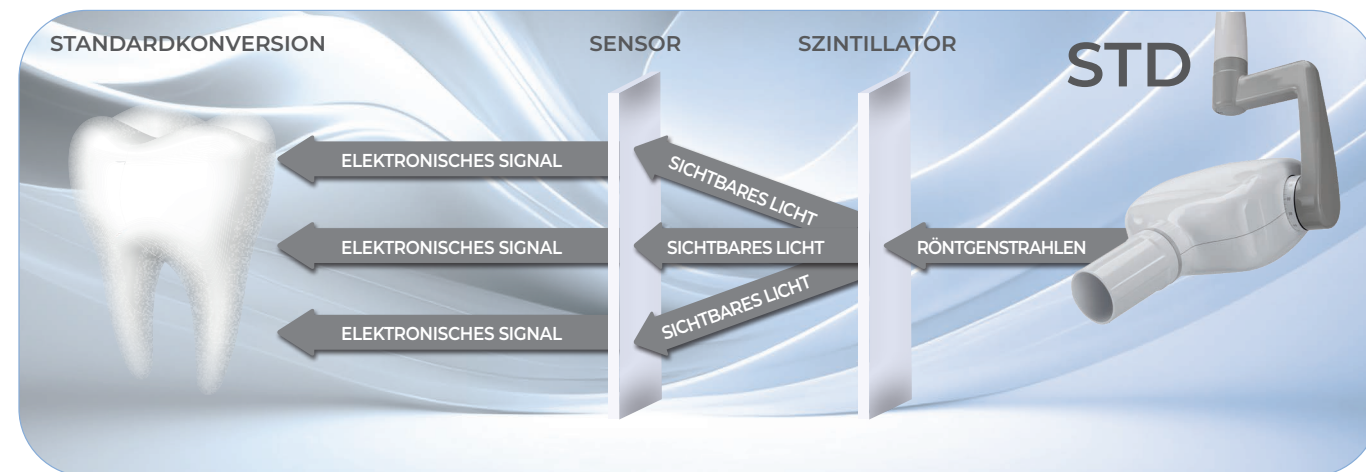 STANDARDKONVERSION
SENSOR
SZINTILLATOR
STD
ELEKTRONISCHES SIGNAL
SICHTBARES LICHT
ELEKTRONISCHES SIGNAL
SICHTBARES LICHT
RÖNTGENSTRAHLEN
SICHTBARES LICHT
ELEKTRONISCHES SIGNAL